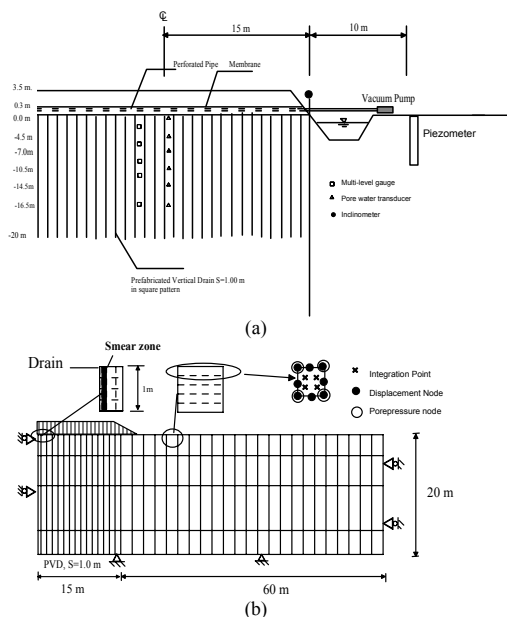 ℄
15 m
10 m
Perforated Pipe
Membrane
3.5 m.
0.3 m
0.0 m
-4.5m
-7.0m
-10.5m
-14.5m
-16.5m
-20 m
Vacuum Pump
Piezometer
Multi-level gauge
Pore water transducer
Inclinometer
Prefabricated Vertical Drain S=1.00 m
in square pattern
(a)
Smear zone
Drain
1m
Integration Point
Displacement Node
Porepressure node
20 m
PVD, S=1.0 m
15 m
60 m
(b)